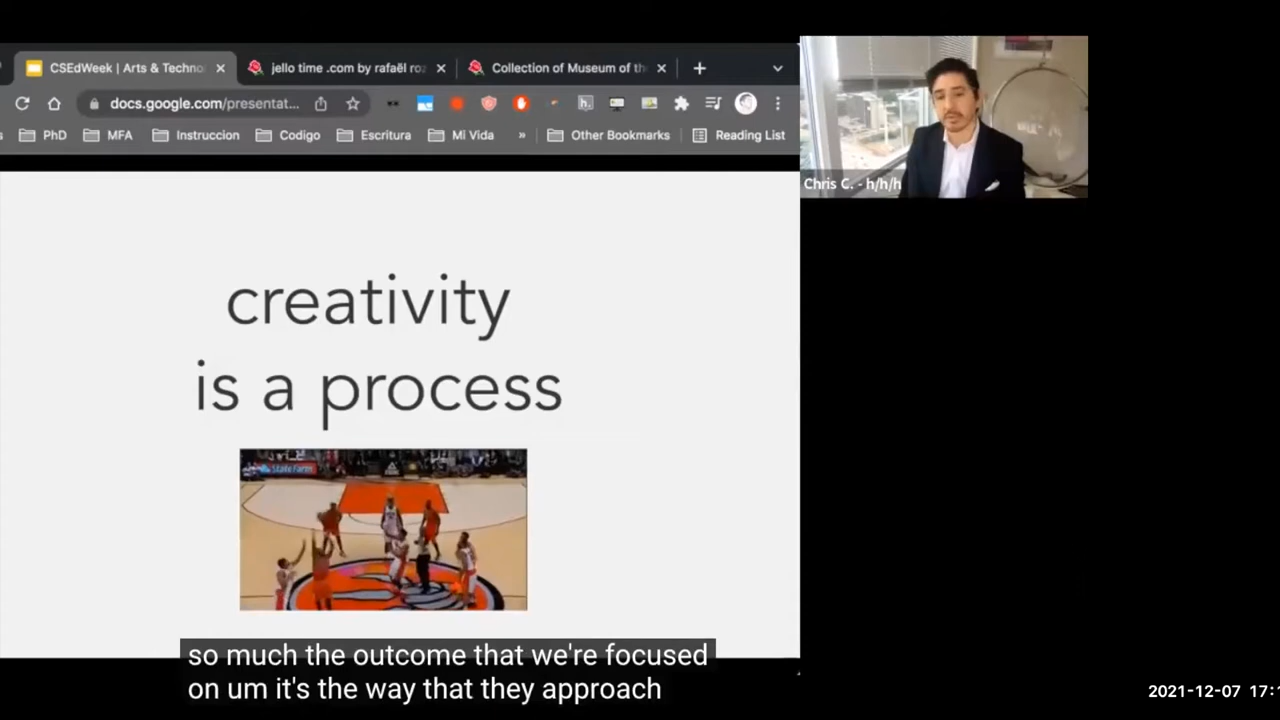 CSEdWeek | Arts & Techno
jello time .com by rafaël roz
Collection of Museum of th
docs.google.com/presentat...
PhD
MFA
Instruccion
Codigo
Escritura
Mi Vida
»
Other Bookmarks
Reading List
Chris C. - h/h/h
creativity
is a process
State Farm
so much the outcome that we're focused
on um it's the way that they approach
2021-12-07 17:1